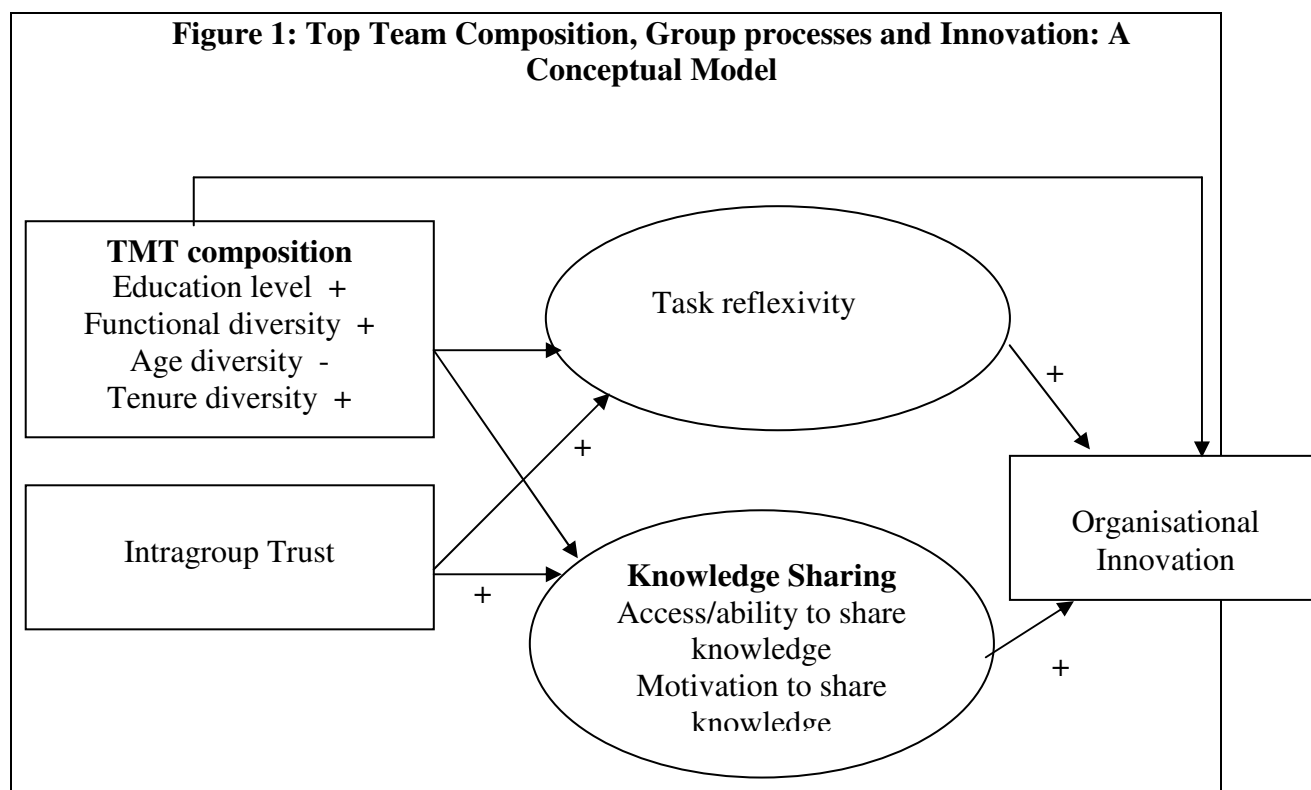 Figure 1: Top Team Composition, Group processes and Innovation: A
Conceptual Model
TMT composition
Education level +
Functional diversity +
Age diversity -
Tenure diversity +
Task reflexivity
+
+
Intragroup Trust
+
Knowledge Sharing
Access/ability to share
knowledge
Motivation to share
knowledge
Organisational
Innovation
+